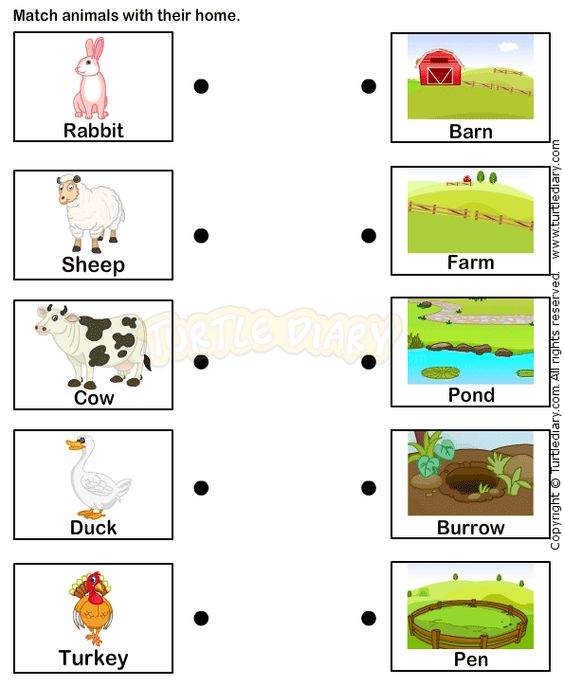 Match animals with their home.
Rabbit
Barn
Sheep
Farm
TURTLE DIARY
Cow
Pond
Duck
Burrow
Turkey
Pen
Copyright © Turtlediary.com. All rights reserved. www.turtlediary.com